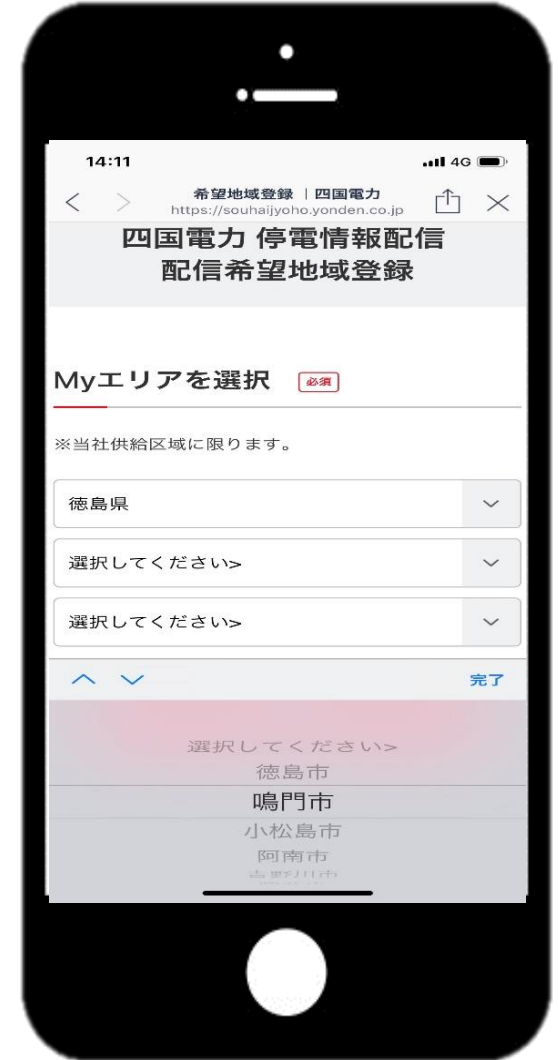 14:11
4G
希望地域登録 | 四国電力
https://souhaijyoho.yonden.co.jp
四国電力 停電情報配信
配信希望地域登録
Myエリアを選択 必須
※当社供給区域に限ります。
徳島県
選択してください>
選択してください>
完了
選択してください>
徳島市
鳴門市
小松島市
阿南市
吉野川市